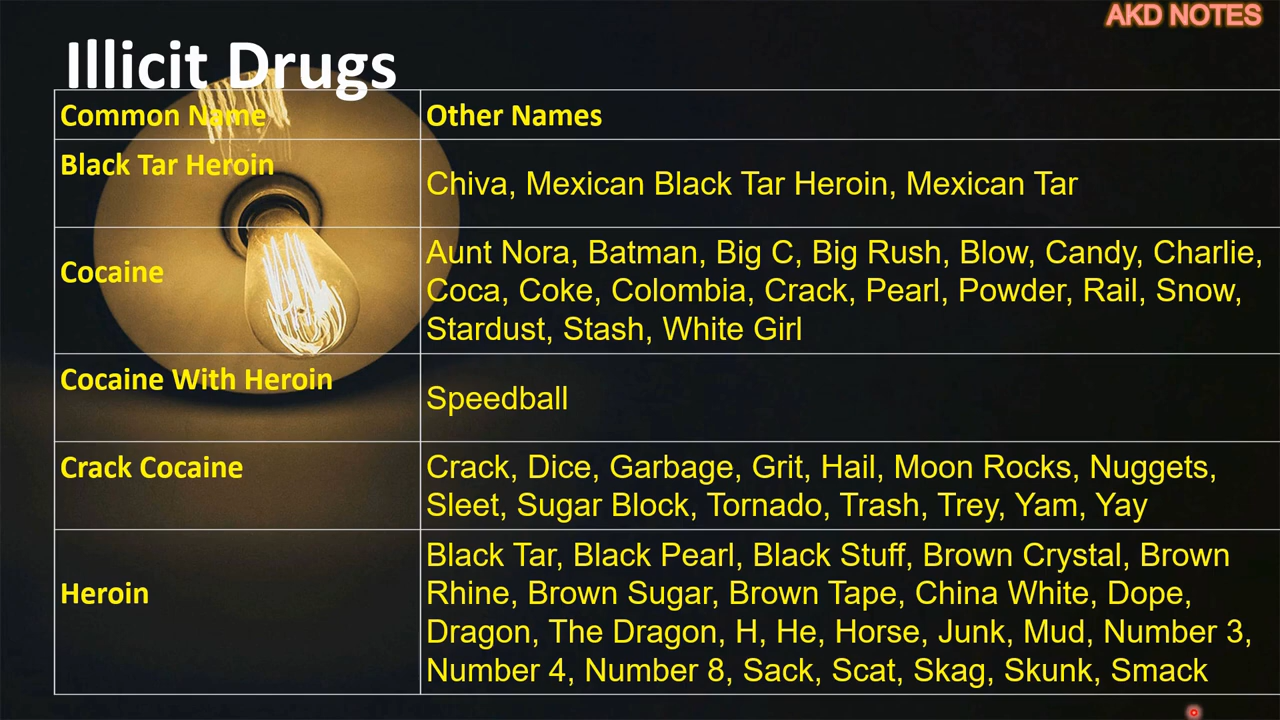 AKD NOTES
Illicit Drugs
Common Name
Other Names
Black Tar Heroin
Chiva, Mexican Black Tar Heroin, Mexican Tar
Cocaine
Aunt Nora, Batman, Big C, Big Rush, Blow, Candy, Charlie,
Coca, Coke, Colombia, Crack, Pearl, Powder, Rail, Snow,
Stardust, Stash, White Girl
Cocaine With Heroin
Speedball
Crack Cocaine
Crack, Dice, Garbage, Grit, Hail, Moon Rocks, Nuggets,
Sleet, Sugar Block, Tornado, Trash, Trey, Yam, Yay
Heroin
Black Tar, Black Pearl, Black Stuff, Brown Crystal, Brown
Rhine, Brown Sugar, Brown Tape, China White, Dope,
Dragon, The Dragon, H, He, Horse, Junk, Mud, Number 3,
Number 4, Number 8, Sack, Scat, Skag, Skunk, Smack